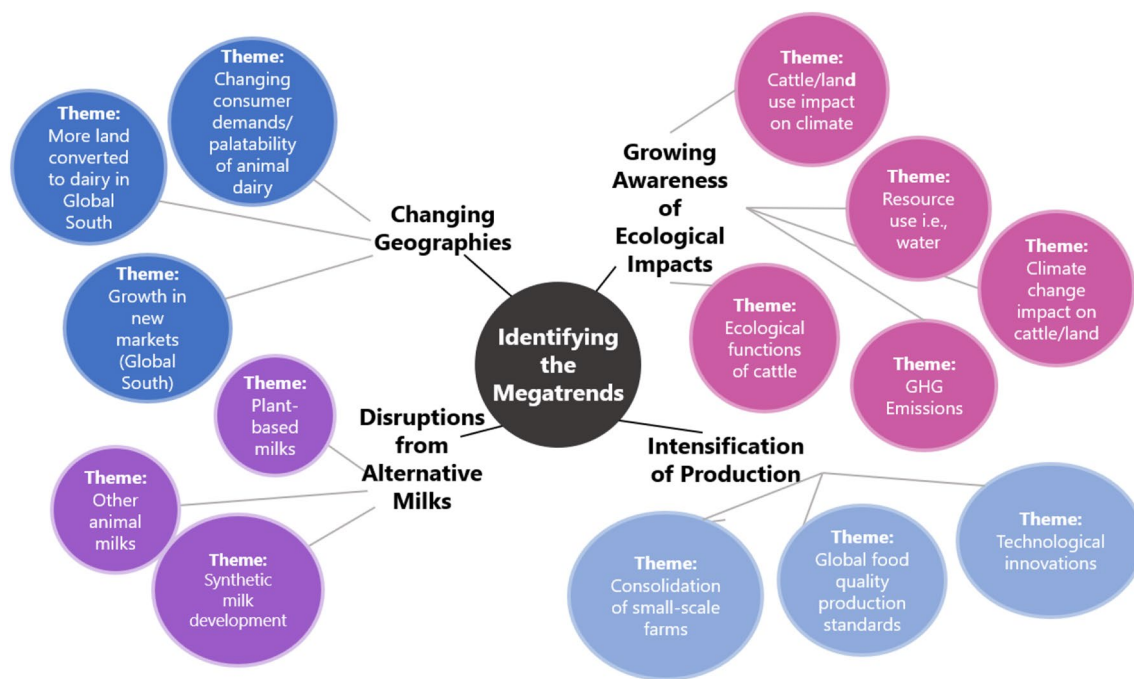 Theme:
Changing
consumer
demands/
palatability
of animal
dairy
Theme:
More land
converted
to dairy in
Global
South
Theme:
Growth in
new
markets
(Global
South)
Changing
Geographies
Growing
Awareness
of
Ecological
Impacts
Theme:
Cattle/land
use impact
on climate
Theme:
Resource
use i.e.,
water
Theme:
Climate
change
impact on
cattle/land
Theme:
Ecological
functions
of cattle
Theme:
GHG
Emissions
Identifying
the
Megatrends
Disruptions
from
Alternative
Milks
Theme:
Plant-
based
milks
Theme:
Other
animal
milks
Theme:
Synthetic
milk
development
Intensification
of Production
Theme:
Consolidation
of small-scale
farms
Theme:
Global food
quality
production
standards
Theme:
Technological
innovations